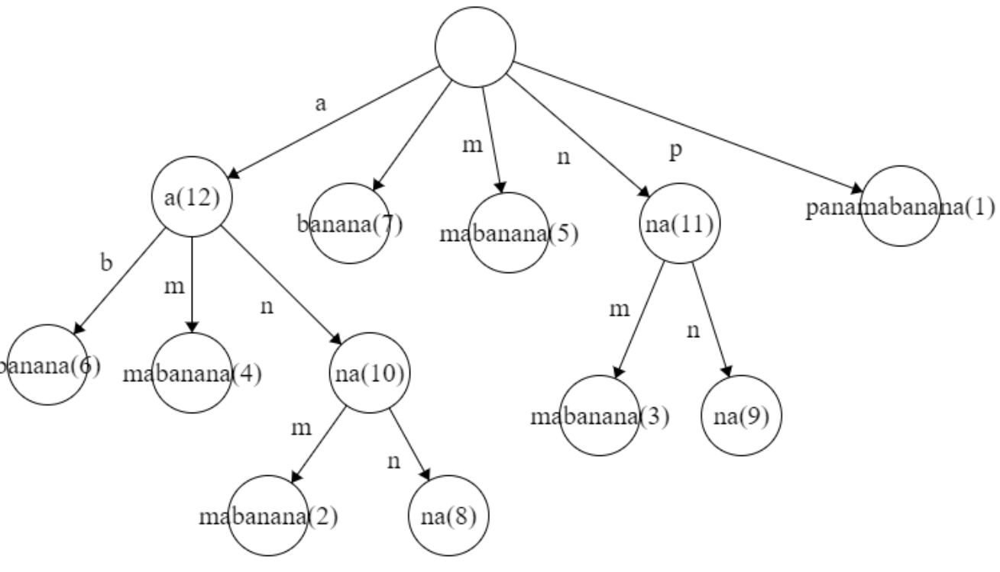 a
m
n
p
a(12)
banana(7)
mabanana(5)
na(11)
panamabanana(1)
b
m
n
m
n
banana(6)
mabanana(4)
na(10)
mabanana(3)
na(9)
m
n
mabanana(2)
na(8)